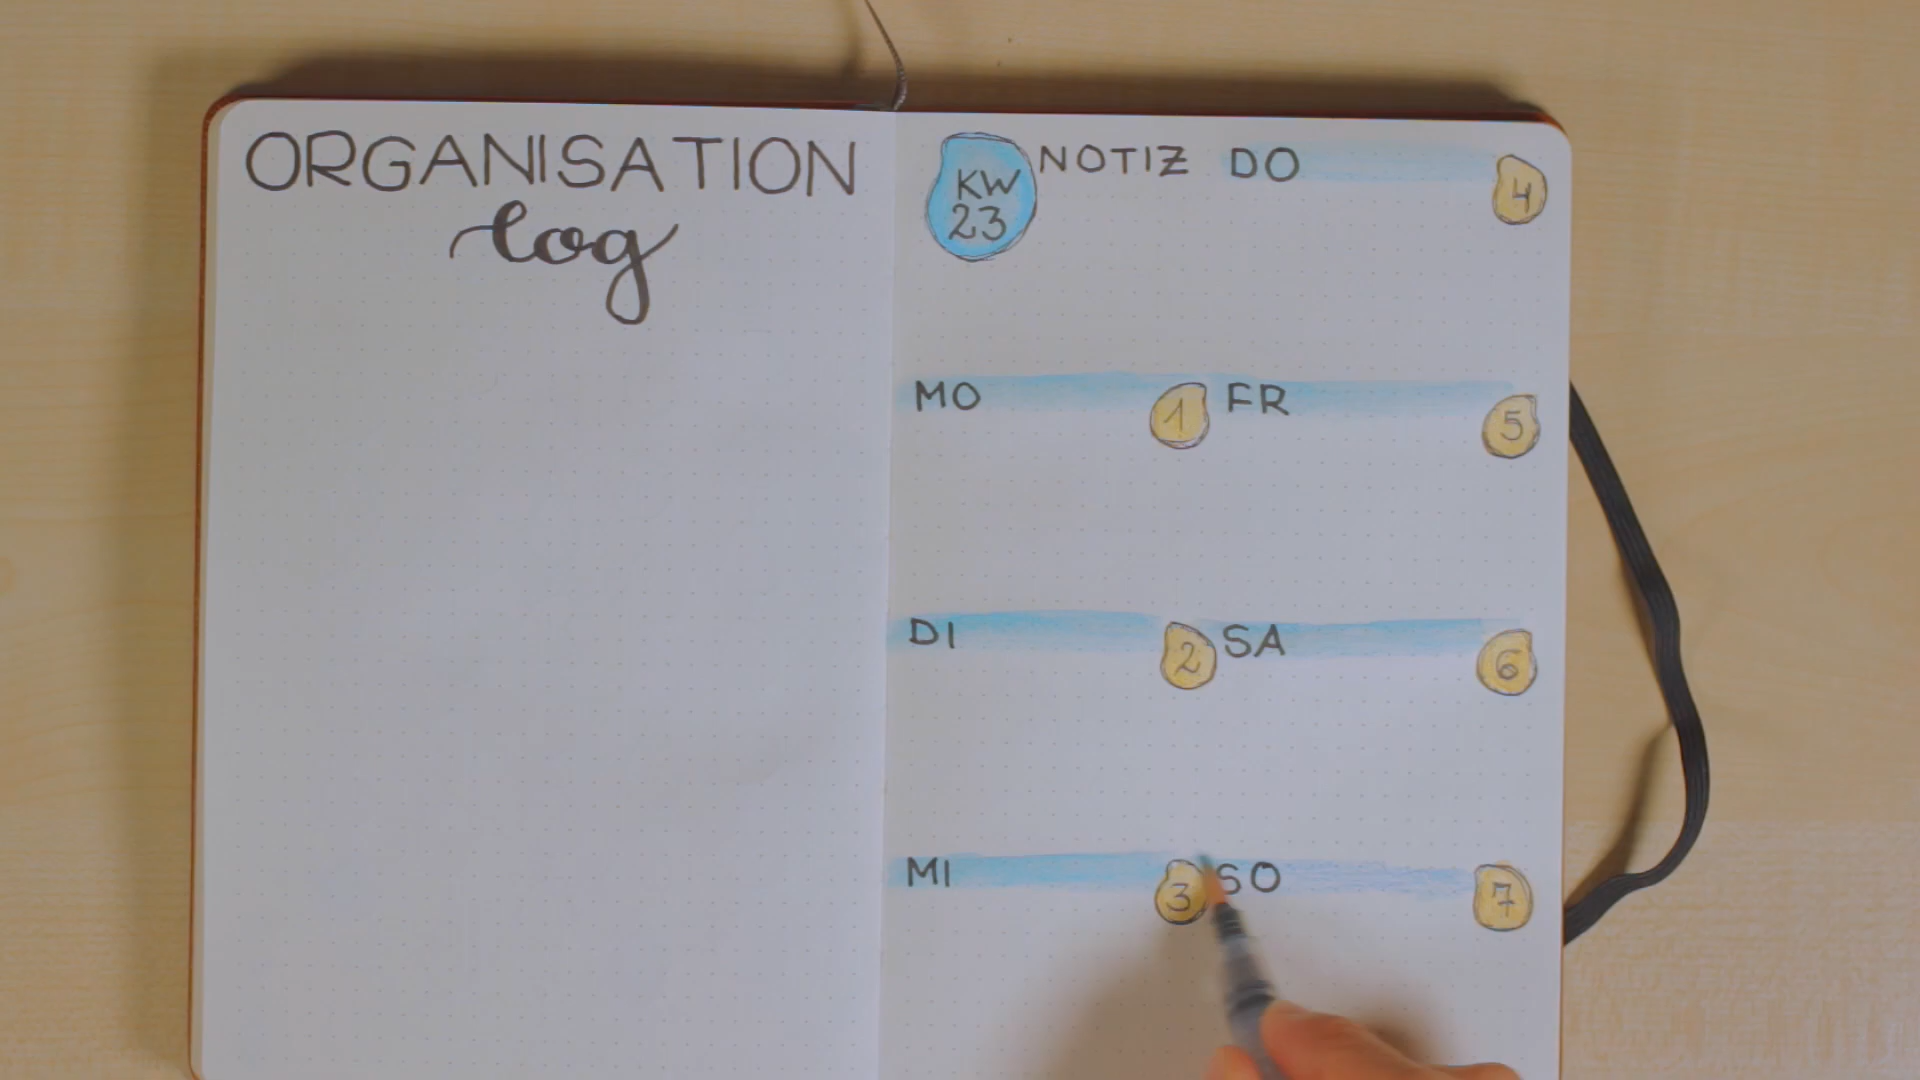 ORGANISATION
log
KW
23
NOTIZ
MO 1
DI 2
MI 3
DO 4
FR 5
SA 6
SO 7